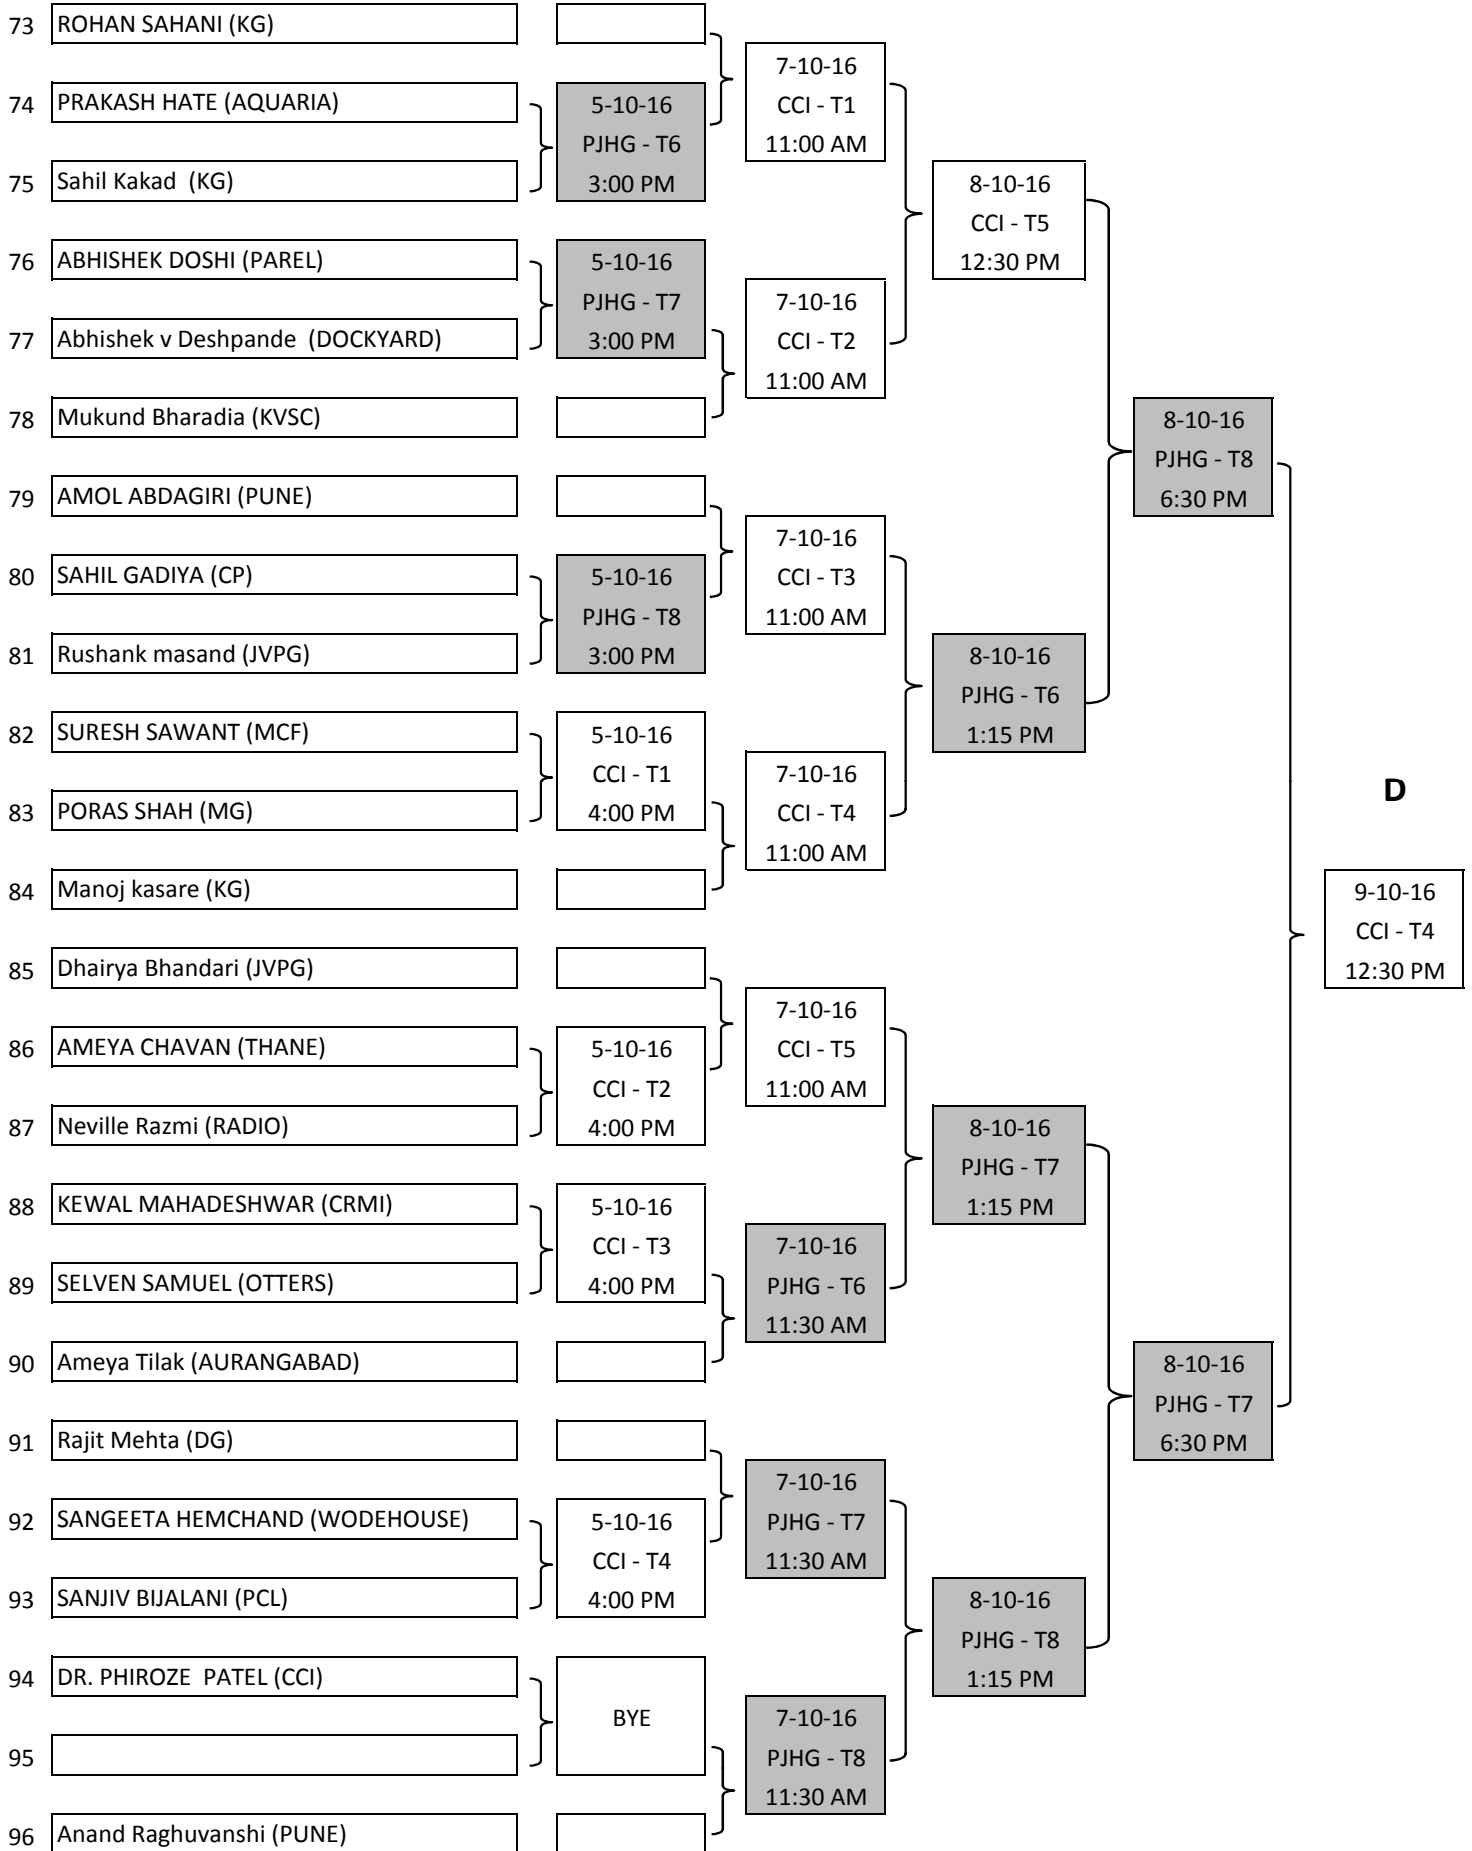 73 ROHAN SAHANI (KG)
7-10-16
74 PRAKASH HATE (AQUARIA) 5-10-16 CCI - T1
PJHG - T6 11:00 AM
75 Sahil Kakad (KG) 3:00 PM 8-10-16
CCI - T5
76 ABHISHEK DOSHI (PAREL) 5-10-16 12:30 PM
PJHG - T7 7-10-16
77 Abhishek v Deshpande (DOCKYARD) 3:00 PM CCI - T2
11:00 AM
78 Mukund Bharadia (KVSC) 8-10-16
PJHG - T8
79 AMOL ABDAGIRI (PUNE) 6:30 PM
7-10-16
80 SAHIL GADIYA (CP) 5-10-16 CCI - T3
PJHG - T8 11:00 AM
81 Rushank masand (JVPG) 3:00 PM 8-10-16
PJHG - T6
82 SURESH SAWANT (MCF) 5-10-16 1:15 PM
CCI - T1 7-10-16
D
83 PORAS SHAH (MG) 4:00 PM CCI - T4
11:00 AM
84 Manoj kasare (KG) 9-10-16
CCI - T4
85 Dhairya Bhandari (JVPG) 12:30 PM
7-10-16
86 AMEYA CHAVAN (THANE) 5-10-16 CCI - T5
CCI - T2 11:00 AM
87 Neville Razmi (RADIO) 4:00 PM 8-10-16
PJHG - T7
88 KEWAL MAHADESHWAR (CRMI) 5-10-16 1:15 PM
CCI - T3 7-10-16
89 SELVEN SAMUEL (OTTERS) 4:00 PM PJHG - T6
11:30 AM
90 Ameya Tilak (AURANGABAD) 8-10-16
PJHG - T7
91 Rajit Mehta (DG) 6:30 PM
7-10-16
92 SANGEETA HEMCHAND (WODEHOUSE) 5-10-16 PJHG - T7
CCI - T4 11:30 AM
93 SANJIV BIJALANI (PCL) 4:00 PM 8-10-16
PJHG - T8
94 DR. PHIROZE PATEL (CCI) 1:15 PM
BYE 7-10-16
95 PJHG - T8
11:30 AM
96 Anand Raghuvanshi (PUNE)